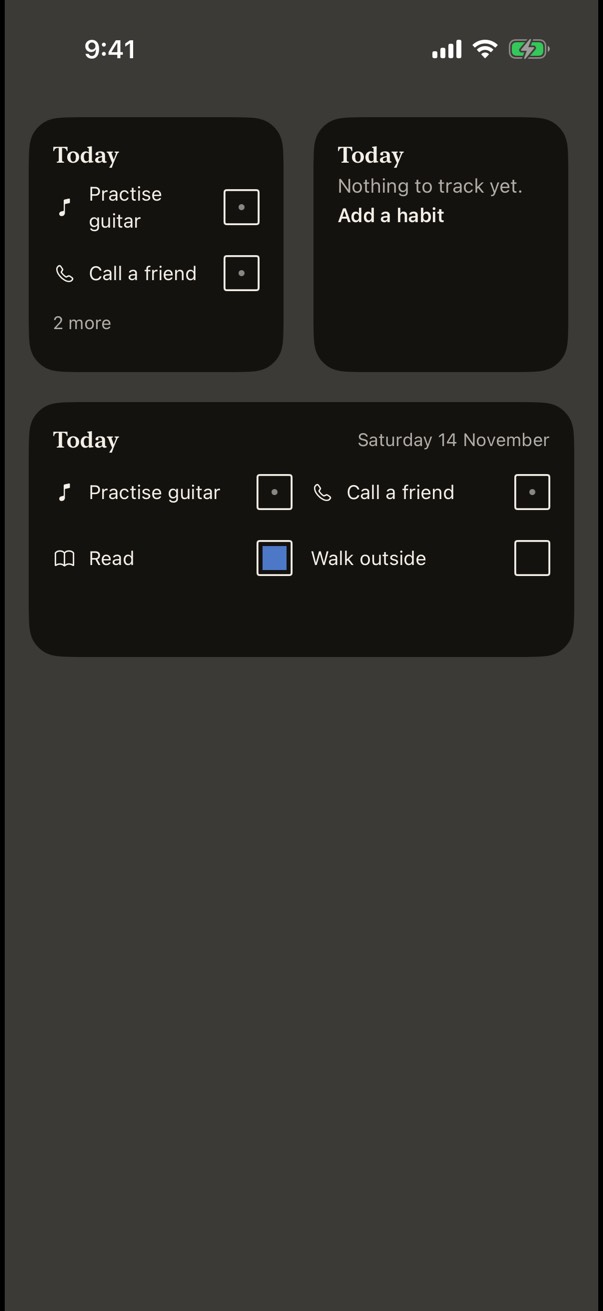 9:41
Today
Practise
guitar
Call a friend
2 more
Today
Nothing to track yet.
Add a habit
Today
Saturday 14 November
Practise guitar
Call a friend
Read
Walk outside